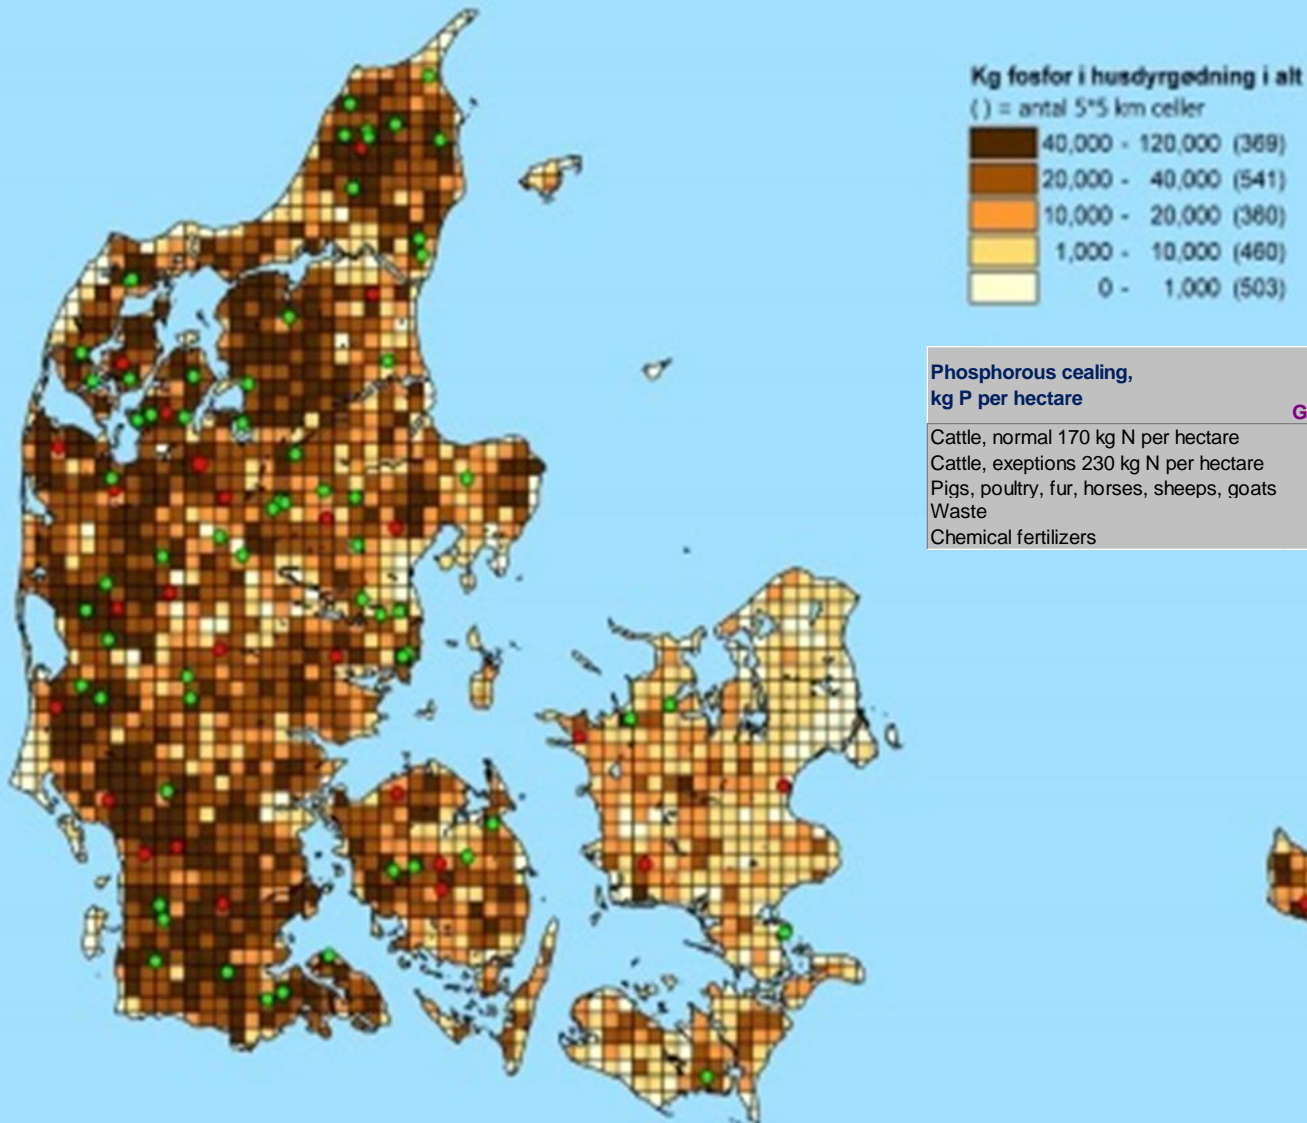 Kg fosfor i husdyrgødning i alt
( ) = antal 5*5 km celler
40,000 - 120,000 (369)
20,000 - 40,000 (541)
10,000 - 20,000 (360)
1,000 - 10,000 (460)
0 - 1,000 (503)
Phosphorous cealing,
kg P per hectare
G
Cattle, normal 170 kg N per hectare
Cattle, exeptions 230 kg N per hectare
Pigs, poultry, fur, horses, sheeps, goats
Waste
Chemical fertilizers